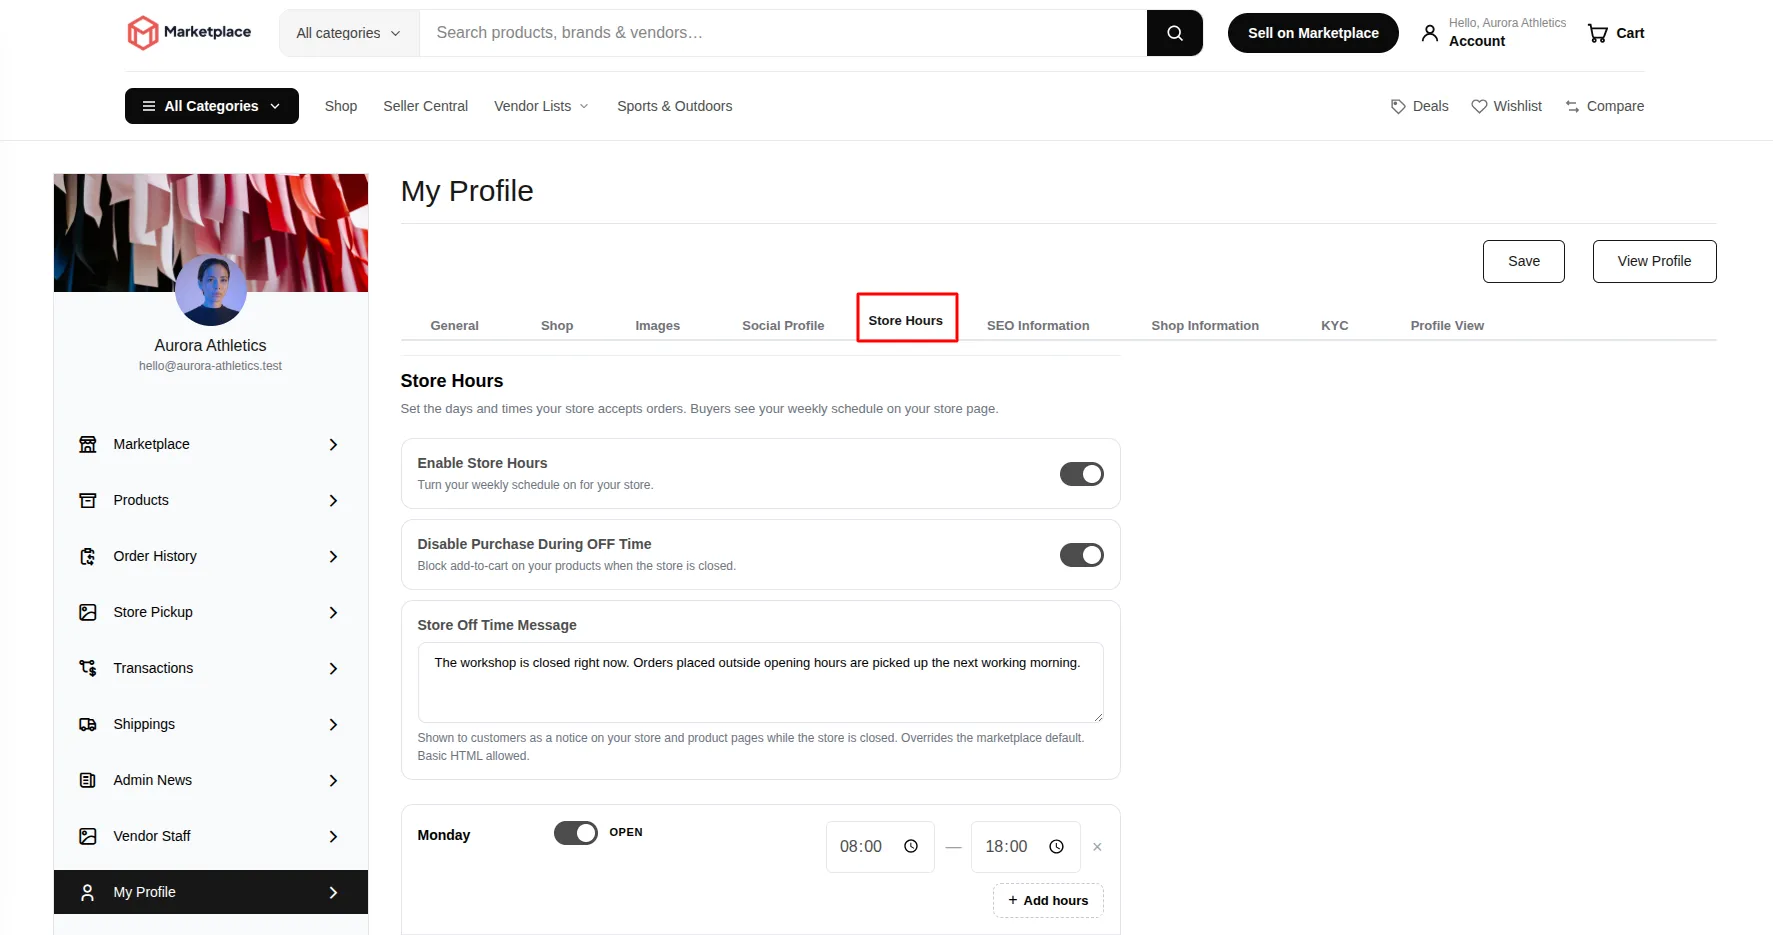 Marketplace
All categories
Search products, brands & vendors…
Sell on Marketplace
Hello, Aurora Athletics
Account
Cart
All Categories
Shop
Seller Central
Vendor Lists
Sports & Outdoors
Deals
Wishlist
Compare
Aurora Athletics
hello@aurora-athletics.test
Marketplace
Products
Order History
Store Pickup
Transactions
Shippings
Admin News
Vendor Staff
My Profile
My Profile
Save
View Profile
General
Shop
Images
Social Profile
Store Hours
SEO Information
Shop Information
KYC
Profile View
Store Hours
Set the days and times your store accepts orders. Buyers see your weekly schedule on your store page.
Enable Store Hours
Turn your weekly schedule on for your store.
Disable Purchase During OFF Time
Block add-to-cart on your products when the store is closed.
Store Off Time Message
The workshop is closed right now. Orders placed outside opening hours are picked up the next working morning.
Shown to customers as a notice on your store and product pages while the store is closed. Overrides the marketplace default.
Basic HTML allowed.
Monday
OPEN
08:00 — 18:00 ×
+ Add hours